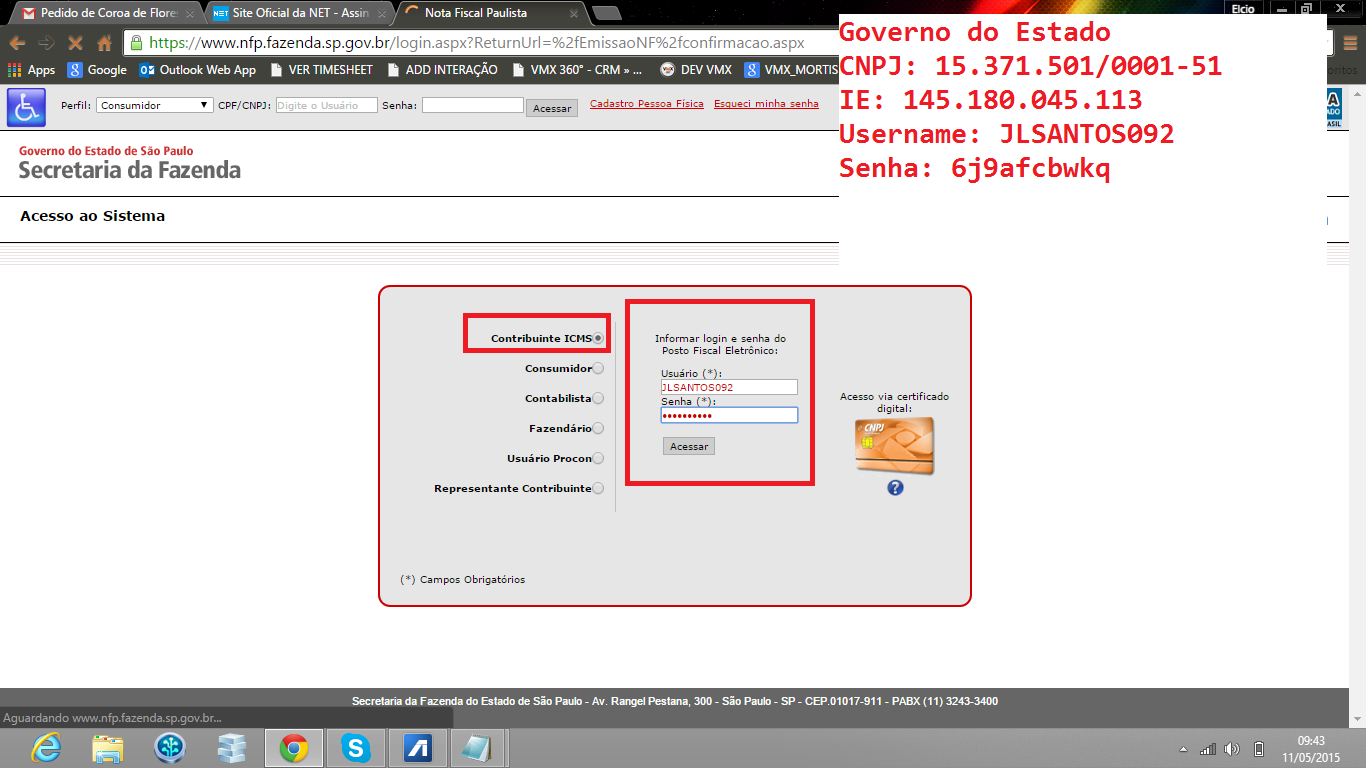 Pedido de Coroa de Flores
Site Oficial da NET - Assin
Nota Fiscal Paulista
Elcio
https://www.nfp.fazenda.sp.gov.br/login.aspx?ReturnUrl=%2fEmissaoNF%2fconfirmacao.aspx
Apps Google Outlook Web App VER TIMESHEET ADD INTERAÇÃO VMX 360° - CRM » ... DEV VMX VMX_MORTIS
Governo do Estado
CNPJ: 15.371.501/0001-51
IE: 145.180.045.113
Username: JLSANTOS092
Senha: 6j9afcbwkq
Perfil: Consumidor CPF/CNPJ: Digite o Usuário Senha: Acessar Cadastro Pessoa Física Esqueci minha senha
Governo do Estado de São Paulo
Secretaria da Fazenda
Acesso ao Sistema
Contribuinte ICMS
Consumidor
Contabilista
Fazendário
Usuário Procon
Representante Contribuinte
Informar login e senha do
Posto Fiscal Eletrônico:
Usuário (*):
JLSANTOS092
Senha (*):
••••••••••
Acessar
Acesso via certificado
digital:
e CNPJ
?
(*) Campos Obrigatórios
Secretaria da Fazenda do Estado de São Paulo - Av. Rangel Pestana, 300 - São Paulo - SP - CEP.01017-911 - PABX (11) 3243-3400
Aguardando www.nfp.fazenda.sp.gov.br...
09:43
11/05/2015